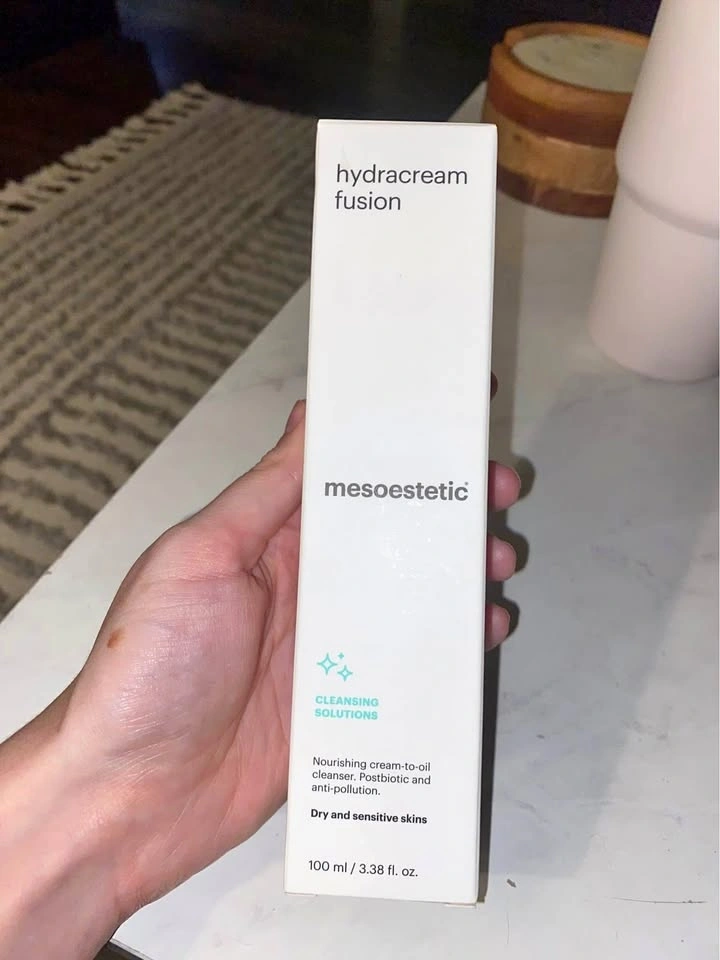 hydracream
fusion
mesoestetic®
CLEANSING
SOLUTIONS
Nourishing cream-to-oil
cleanser. Postbiotic and
anti-pollution.
Dry and sensitive skins
100 ml / 3.38 fl. oz.